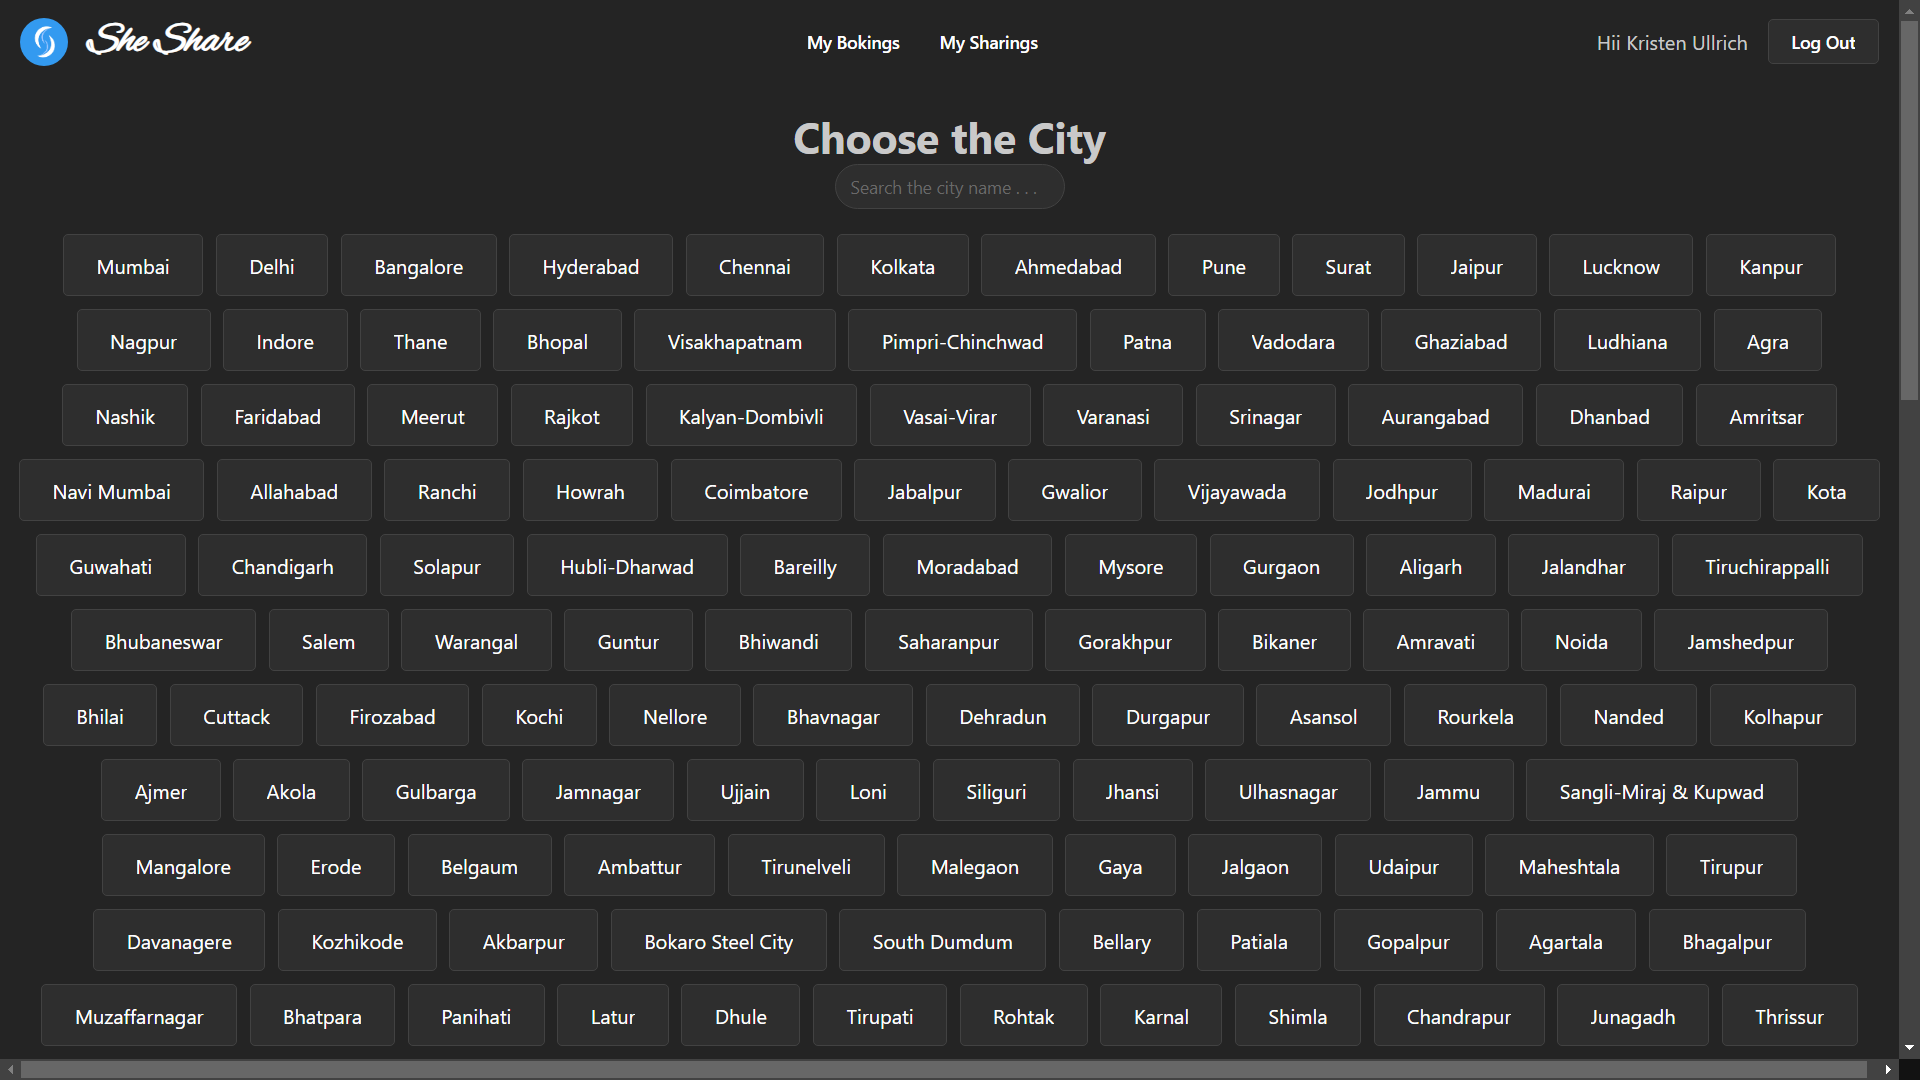 She Share My Bokings My Sharings Hii Kristen Ullrich Log Out
Choose the City
Search the city name . . .
Mumbai Delhi Bangalore Hyderabad Chennai Kolkata Ahmedabad Pune Surat Jaipur Lucknow Kanpur
Nagpur Indore Thane Bhopal Visakhapatnam Pimpri-Chinchwad Patna Vadodara Ghaziabad Ludhiana Agra
Nashik Faridabad Meerut Rajkot Kalyan-Dombivli Vasai-Virar Varanasi Srinagar Aurangabad Dhanbad Amritsar
Navi Mumbai Allahabad Ranchi Howrah Coimbatore Jabalpur Gwalior Vijayawada Jodhpur Madurai Raipur Kota
Guwahati Chandigarh Solapur Hubli-Dharwad Bareilly Moradabad Mysore Gurgaon Aligarh Jalandhar Tiruchirappalli
Bhubaneswar Salem Warangal Guntur Bhiwandi Saharanpur Gorakhpur Bikaner Amravati Noida Jamshedpur
Bhilai Cuttack Firozabad Kochi Nellore Bhavnagar Dehradun Durgapur Asansol Rourkela Nanded Kolhapur
Ajmer Akola Gulbarga Jamnagar Ujjain Loni Siliguri Jhansi Ulhasnagar Jammu Sangli-Miraj & Kupwad
Mangalore Erode Belgaum Ambattur Tirunelveli Malegaon Gaya Jalgaon Udaipur Maheshtala Tirupur
Davanagere Kozhikode Akbarpur Bokaro Steel City South Dumdum Bellary Patiala Gopalpur Agartala Bhagalpur
Muzaffarnagar Bhatpara Panihati Latur Dhule Tirupati Rohtak Karnal Shimla Chandrapur Junagadh Thrissur